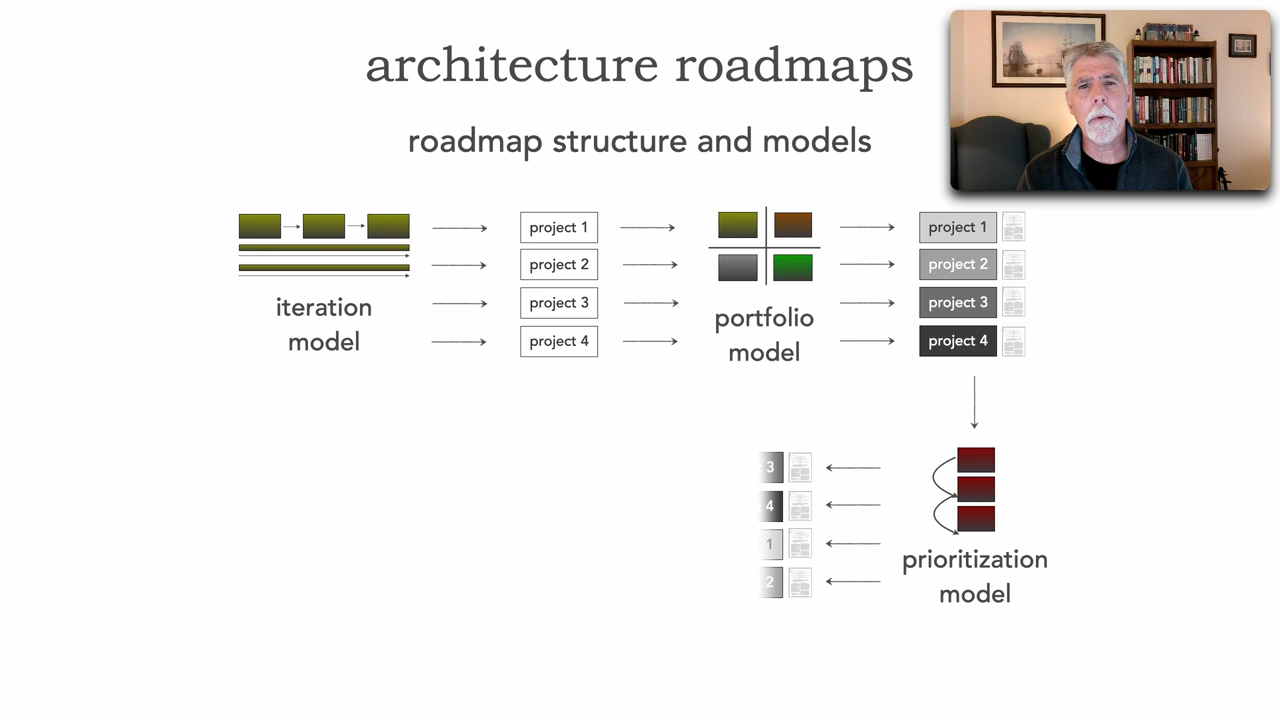 architecture roadmaps
roadmap structure and models
iteration
model
project 1
project 2
project 3
project 4
portfolio
model
project 1
project 2
project 3
project 4
prioritization
model
3
4
1
2